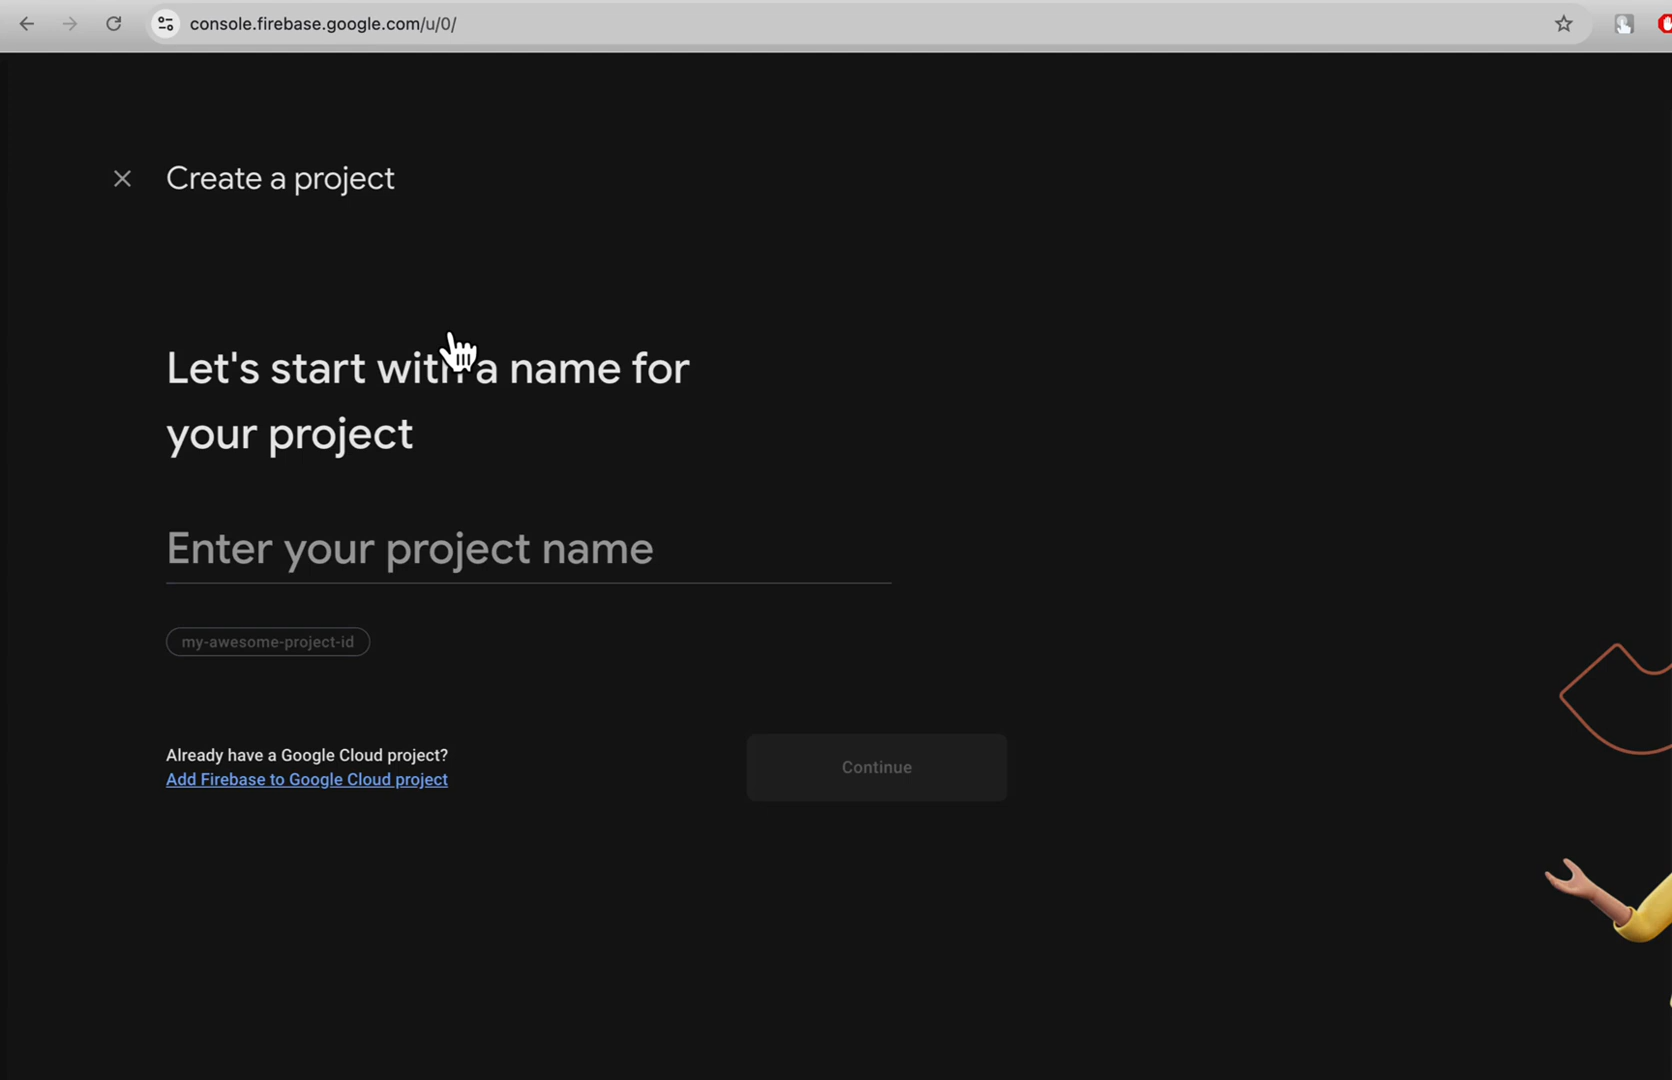 console.firebase.google.com/u/0/
Create a project
Let's start with a name for
your project
Enter your project name
my-awesome-project-id
Already have a Google Cloud project?
Add Firebase to Google Cloud project
Continue